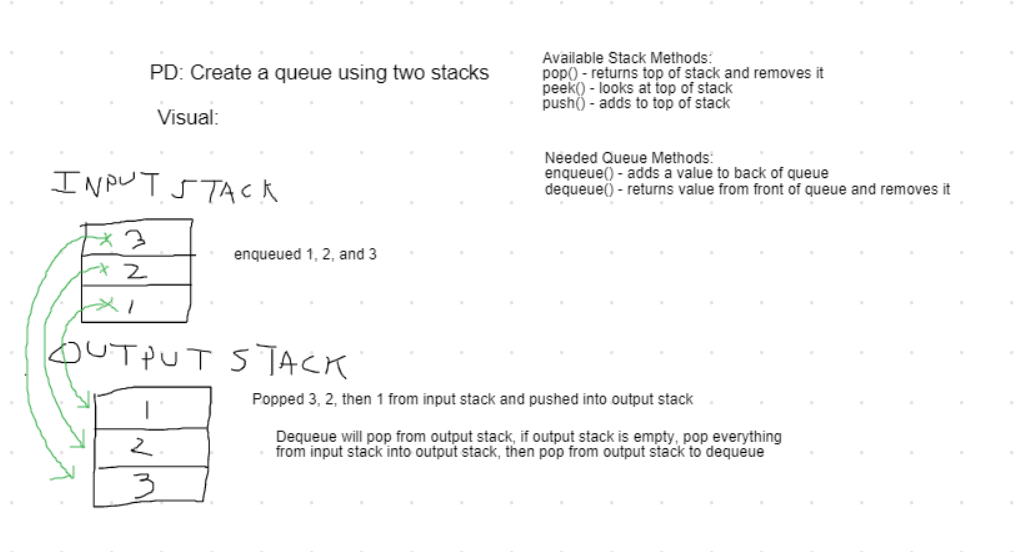 PD: Create a queue using two stacks
Visual:
Available Stack Methods:
pop() - returns top of stack and removes it
peek() - looks at top of stack
push() - adds to top of stack
Needed Queue Methods:
enqueue() - adds a value to back of queue
dequeue() - returns value from front of queue and removes it
INPUT STACK
3
2
1
enqueued 1, 2, and 3
OUTPUT STACK
1
2
3
Popped 3, 2, then 1 from input stack and pushed into output stack
Dequeue will pop from output stack, if output stack is empty, pop everything
from input stack into output stack, then pop from output stack to dequeue